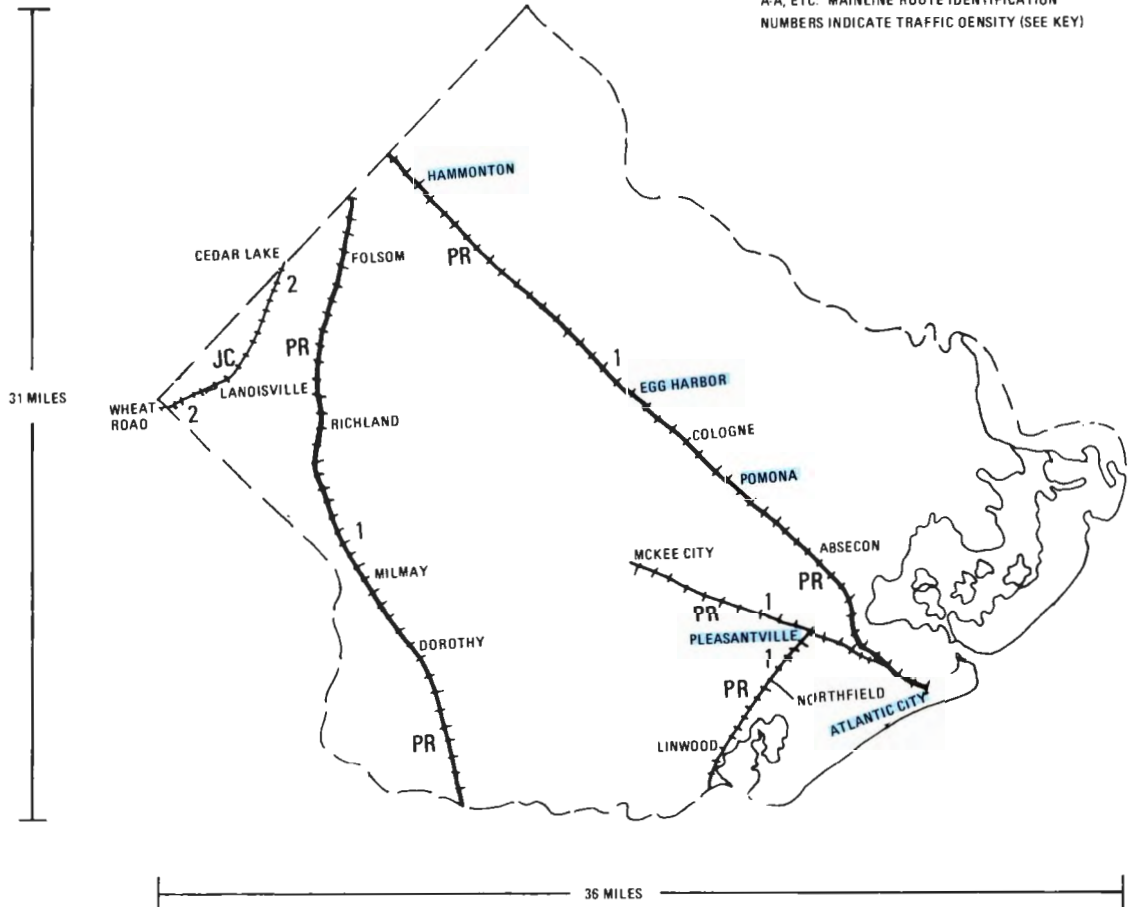 A-A, ETC. MAINLINE ROUTE IDENTIFICATION
NUMBERS INDICATE TRAFFIC OENSITY (SEE KEY)
HAMMONTON
CEDAR LAKE
FOLSOM
PR
2
PR
JC
1
31 MILES
LANOISVILLE
EGG HARBOR
WHEAT
ROAD
2
RICHLAND
COLOGNE
POMONA
1
MCKEE CITY
ABSECON
MILMAY
PR
PR
1
PLEASANTVILLE
DOROTHY
1
PR
NORTHFIELD
ATLANTIC CITY
PR
LINWOOD
36 MILES